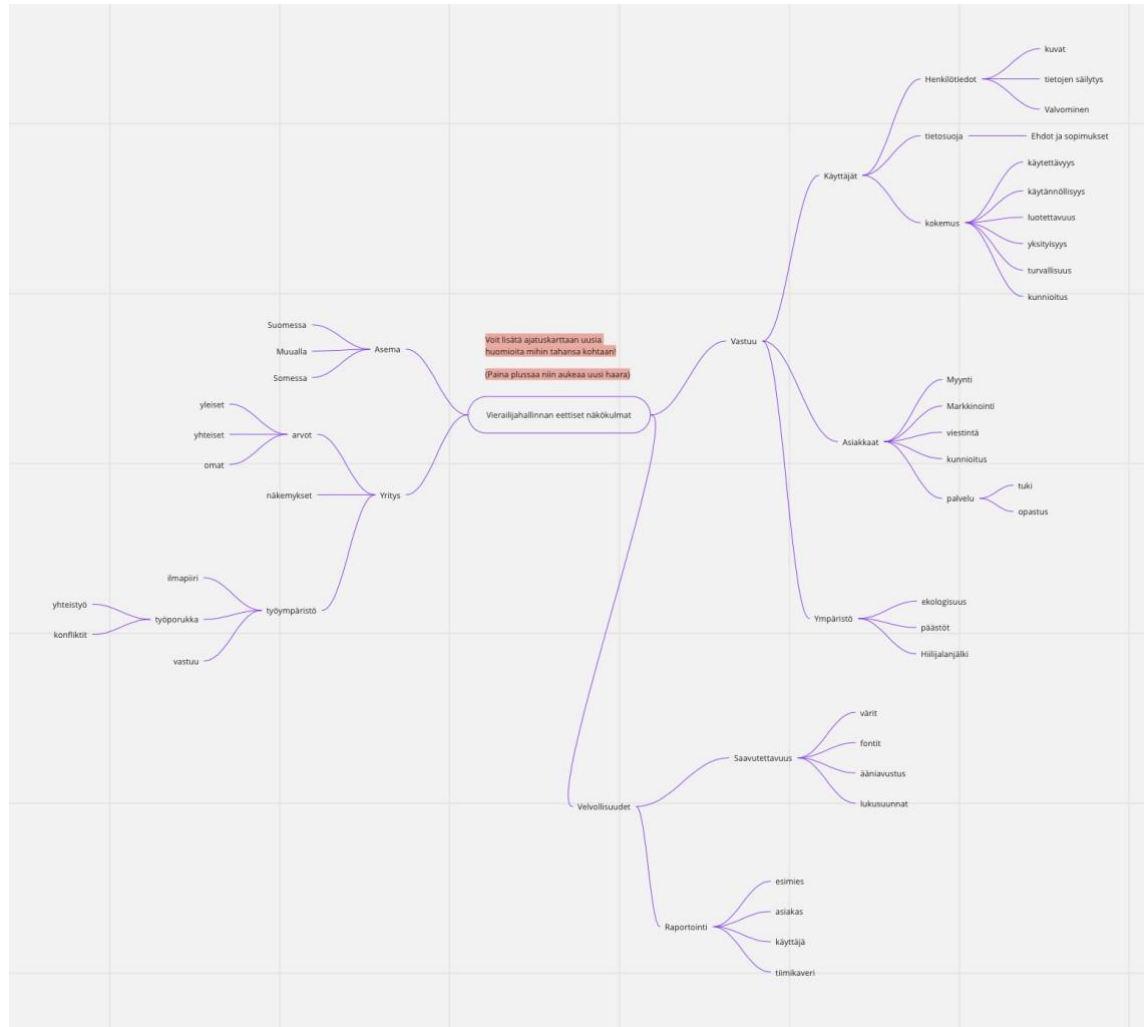 Voit lisätä ajatuskarttaan uusia
huomioita mihin tahansa kohtaan!
(Paina plussaa niin aukeaa uusi haara)
Vierailijahallinnan eettiset näkökulmat
Asema
Suomessa
Muualla
Somessa
Yritys
arvot
yleiset
yhteiset
omat
näkemykset
työympäristö
ilmapiiri
työporukka
yhteistyö
konfliktit
vastuu
Vastuu
Käyttäjät
Henkilötiedot
kuvat
tietojen säilytys
Valvominen
tietosuoja
Ehdot ja sopimukset
kokemus
käytettävyys
käytännöllisyys
luotettavuus
yksityisyys
turvallisuus
kunnioitus
Asiakkaat
Myynti
Markkinointi
viestintä
kunnioitus
palvelu
tuki
opastus
Ympäristö
ekologisuus
päästöt
Hiilijalanjälki
Velvollisuudet
Saavutettavuus
värit
fontit
ääniavustus
lukusuunnat
Raportointi
esimies
asiakas
käyttäjä
tiimikaveri